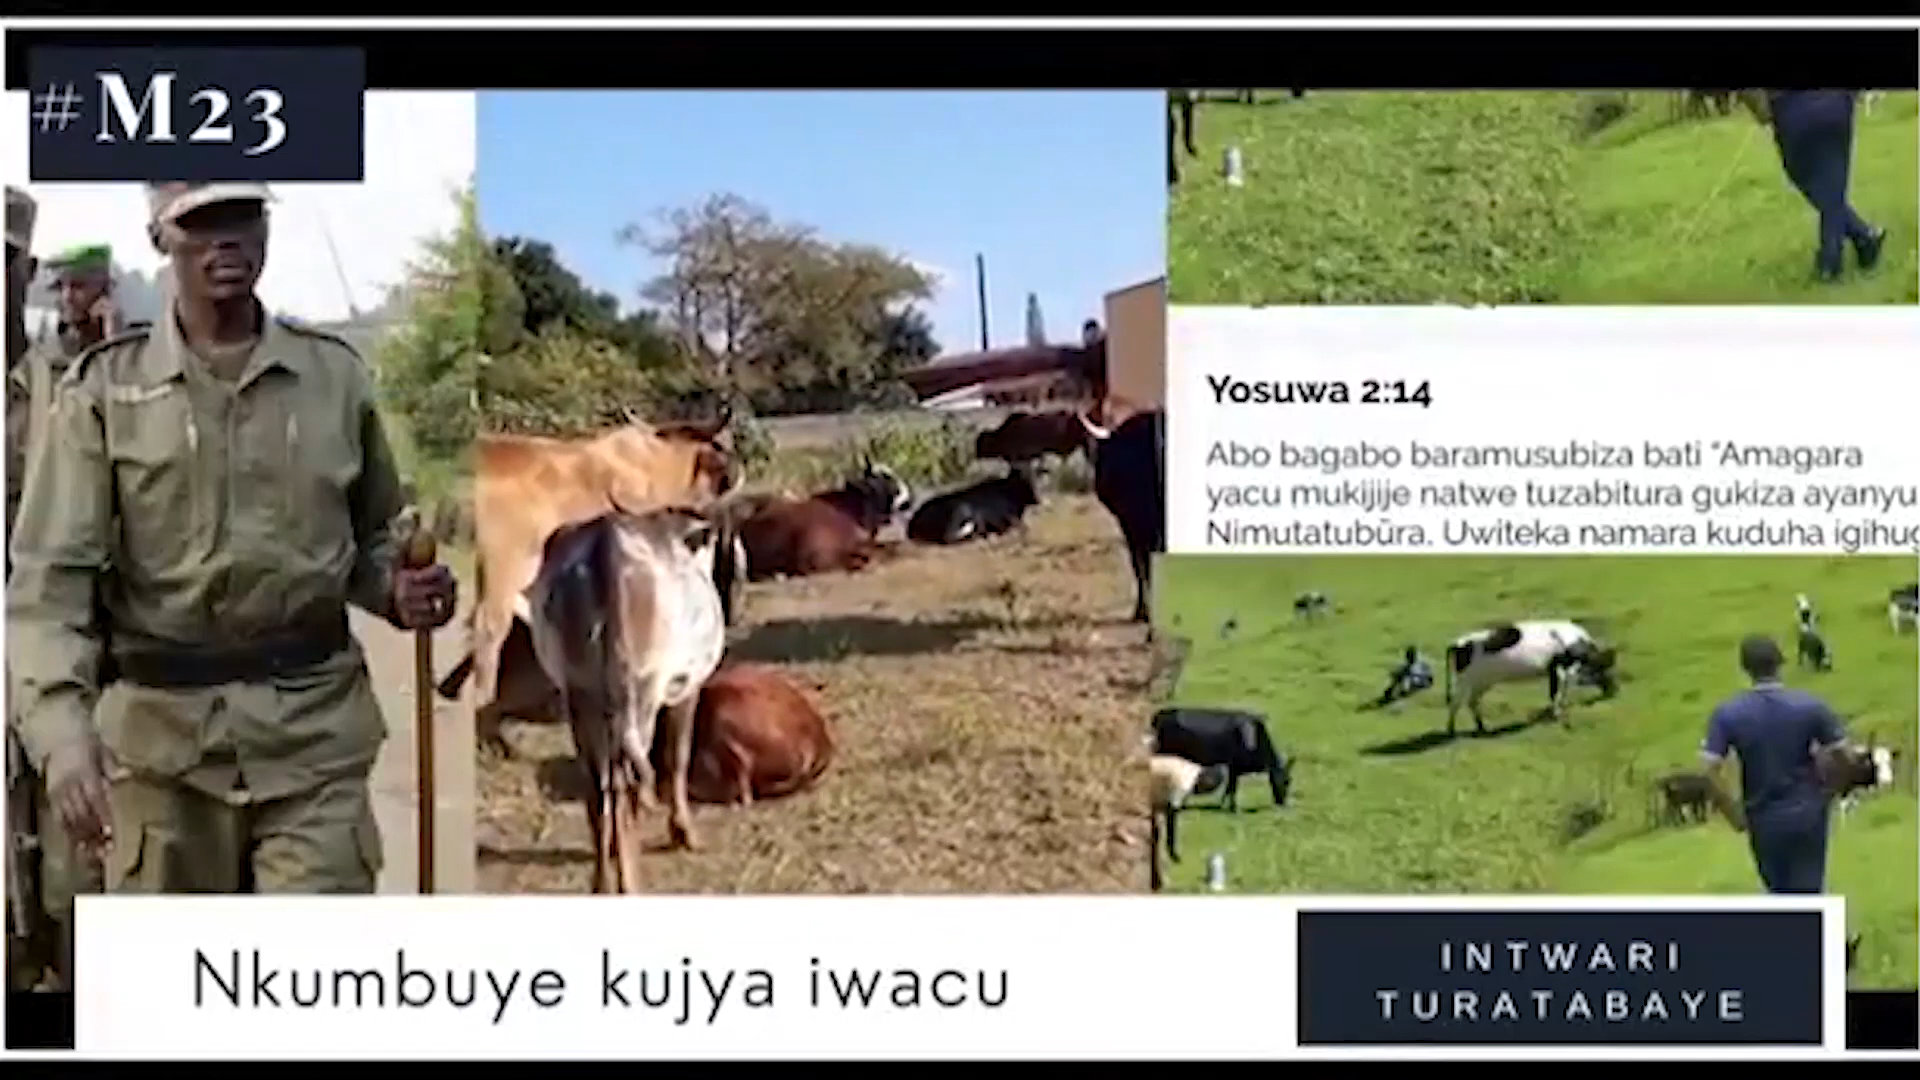 #M23
Yosuwa 2:14
Abo bagabo baramusubiza bati “Amagara
yacu mukijije natwe tuzabitura gukiza ayanyu
Nimutatubūra. Uwiteka namara kuduha
Nkumbuye kujya iwacu
INTWARI
TURATABAYE